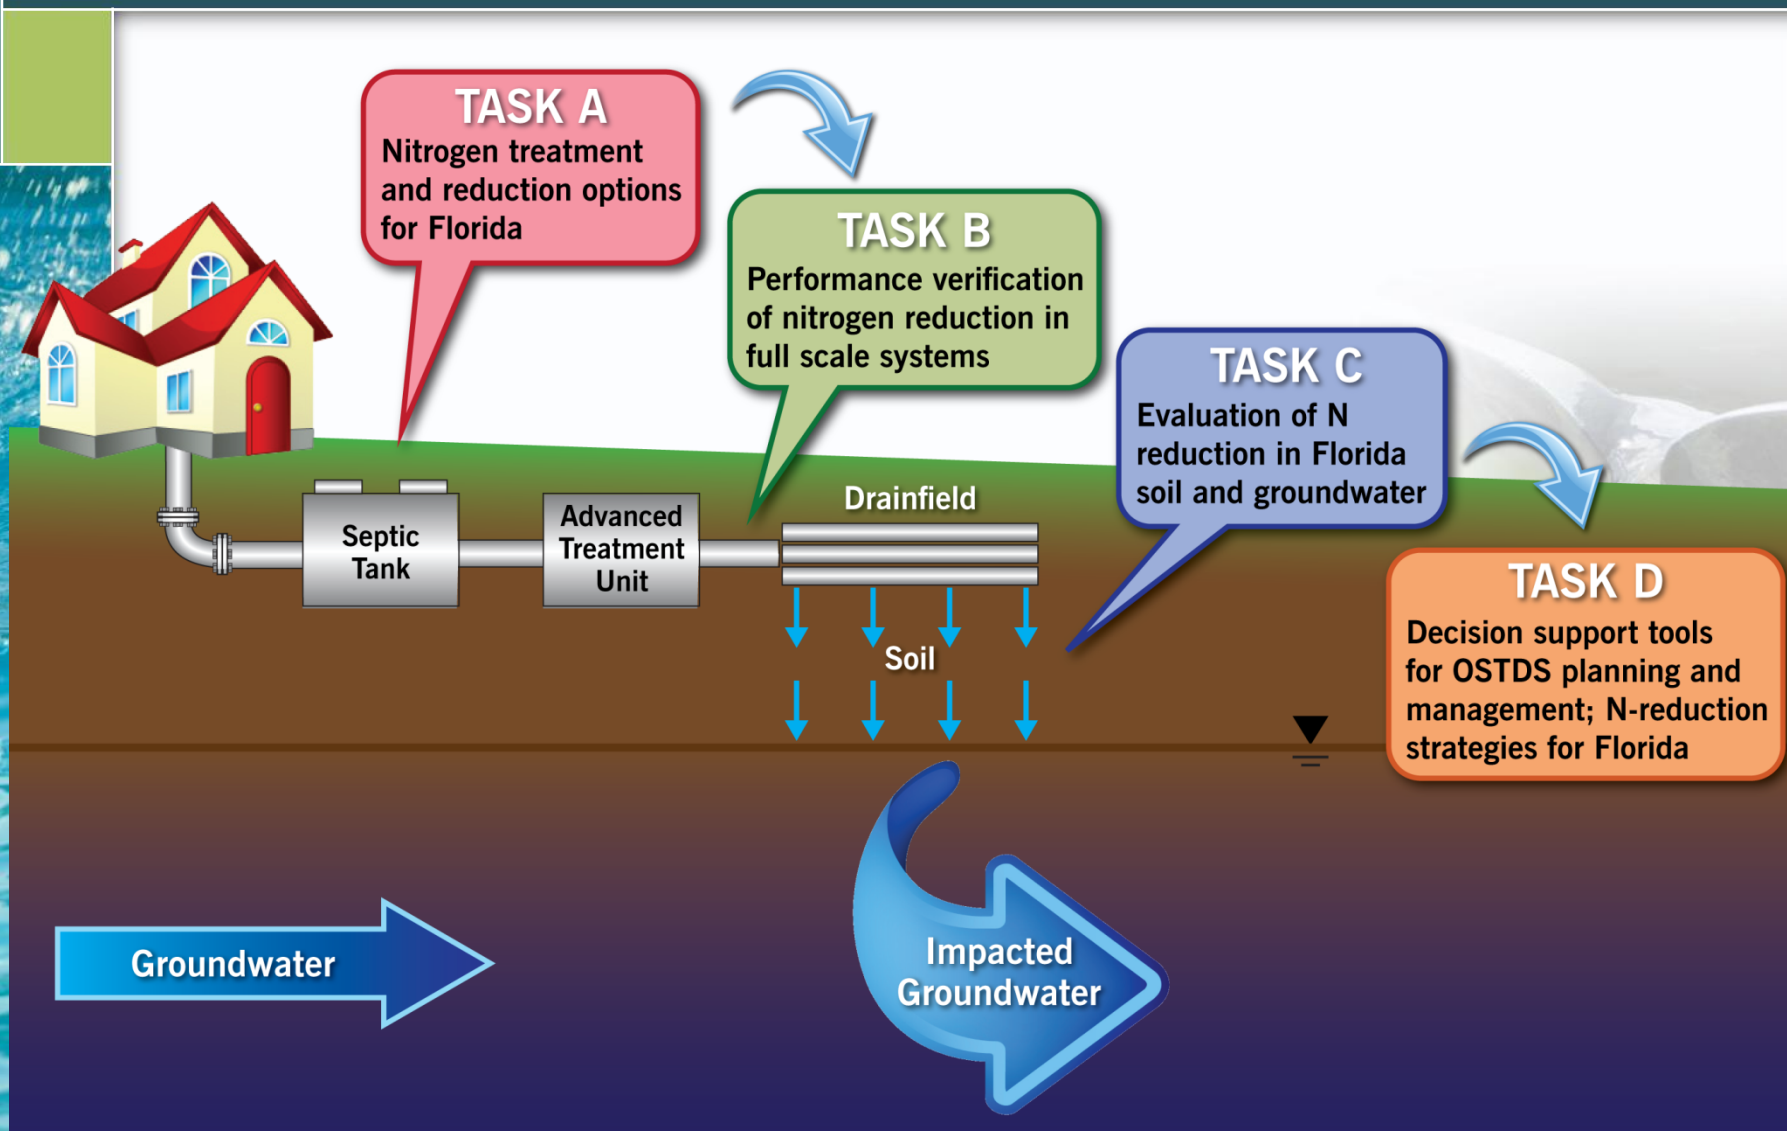 TASK A
Nitrogen treatment
and reduction options
for Florida
TASK B
Performance verification
of nitrogen reduction in
full scale systems
TASK C
Evaluation of N
reduction in Florida
soil and groundwater
TASK D
Decision support tools
for OSTDS planning and
management; N-reduction
strategies for Florida
Septic
Tank
Advanced
Treatment
Unit
Drainfield
Soil
Groundwater
Impacted
Groundwater